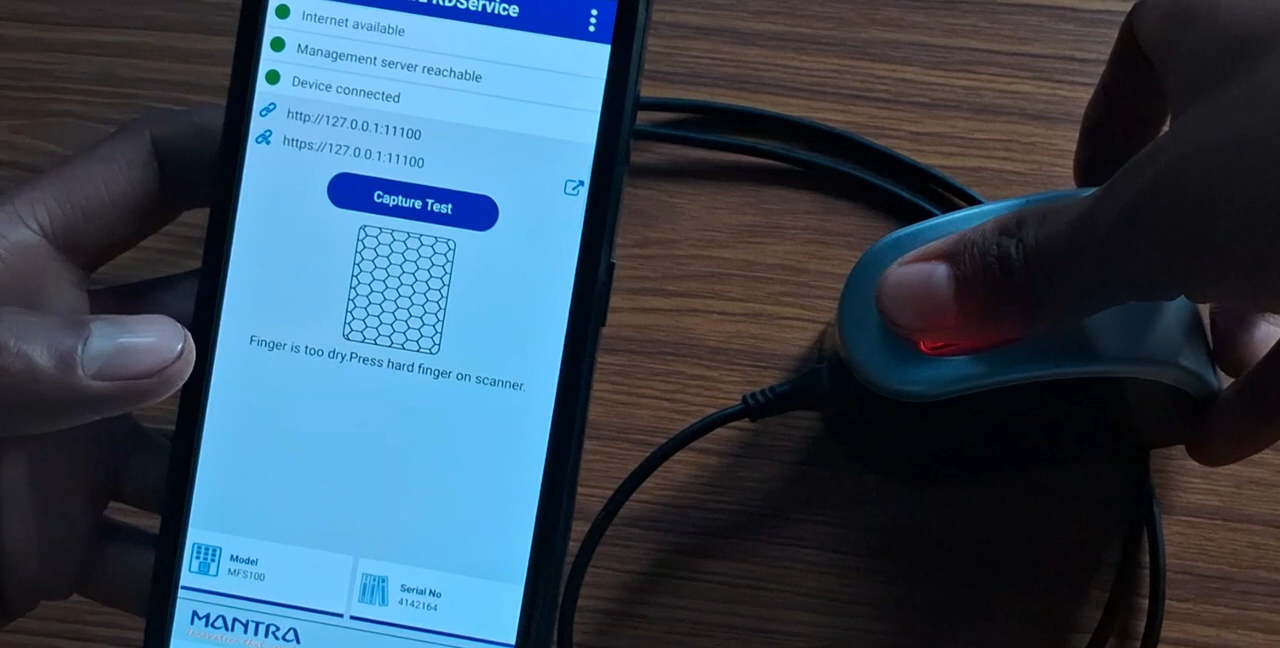 RDService
Internet available
Management server reachable
Device connected
http://127.0.0.1:11100
https://127.0.0.1:11100
Capture Test
Finger is too dry.Press hard finger on scanner.
Model
MFS100
Serial No
4142164
MANTRA